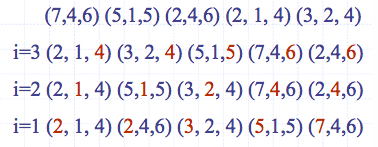 (7,4,6) (5,1,5) (2,4,6) (2, 1, 4) (3, 2, 4)
i=3 (2, 1, 4) (3, 2, 4) (5,1,5) (7,4,6) (2,4,6)
i=2 (2, 1, 4) (5,1,5) (3, 2, 4) (7,4,6) (2,4,6)
i=1 (2, 1, 4) (2,4,6) (3, 2, 4) (5,1,5) (7,4,6)